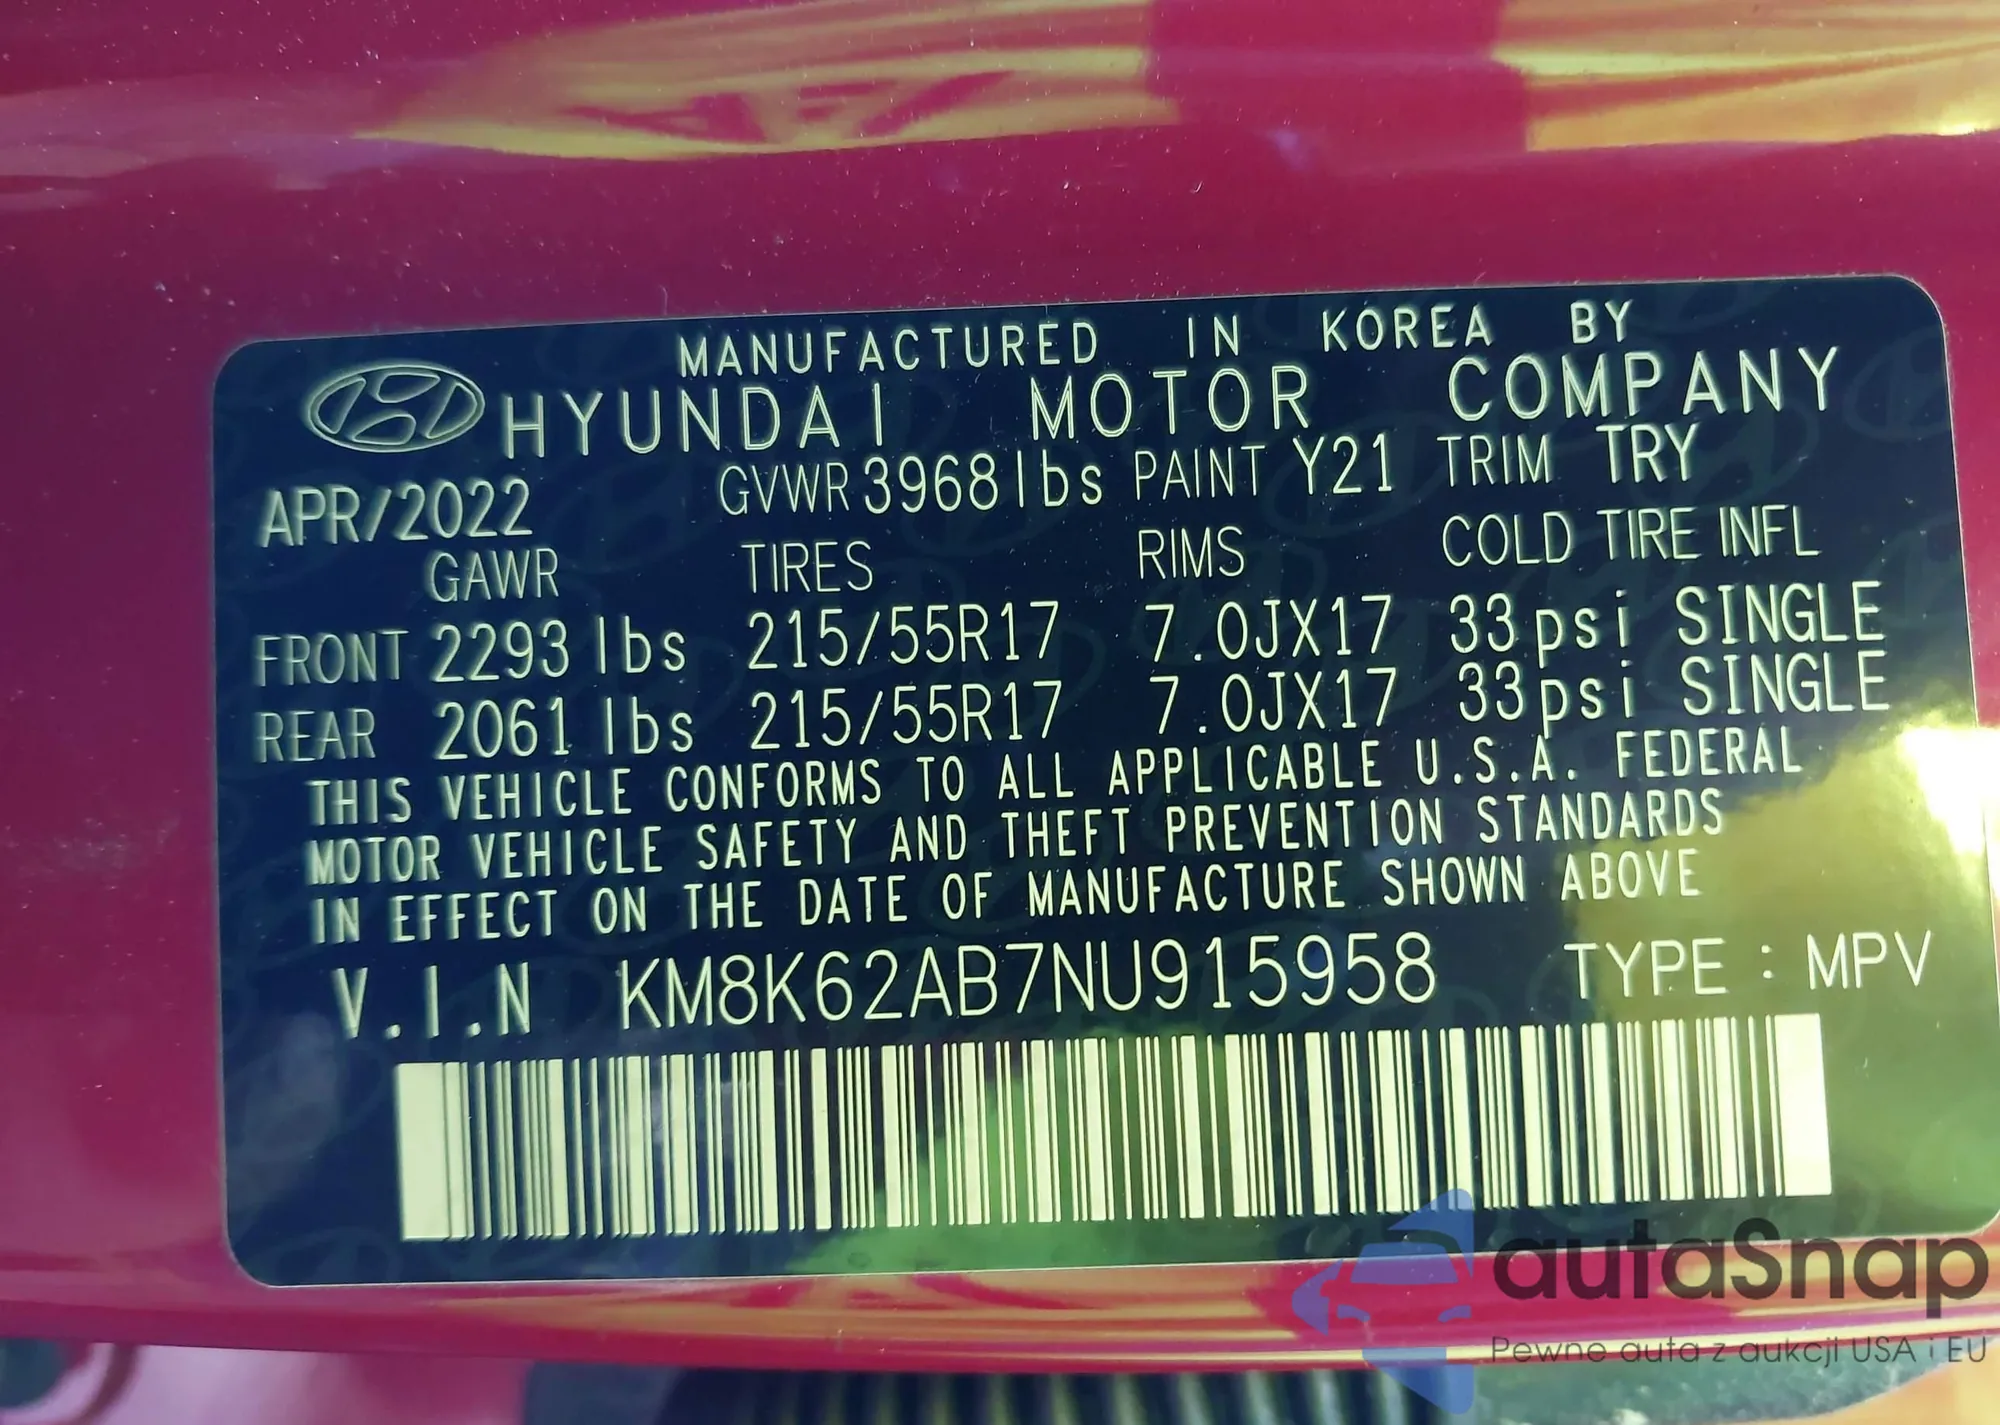 MANUFACTURED IN KOREA BY
HYUNDAI MOTOR COMPANY
APR/2022 GVWR 3968 lbs PAINT Y21 TRIM TRY
GAWR TIRES RIMS COLD TIRE INFL
FRONT 2293 lbs 215/55R17 7.0JX17 33psi SINGLE
REAR 2061 lbs 215/55R17 7.0JX17 33psi SINGLE
THIS VEHICLE CONFORMS TO ALL APPLICABLE U.S.A. FEDERAL
MOTOR VEHICLE SAFETY AND THEFT PREVENTION STANDARDS
IN EFFECT ON THE DATE OF MANUFACTURE SHOWN ABOVE
V.I.N KM8K62AB7NU915958 TYPE : MPV
autaSnap
Pewne auta z aukcji USA i EU